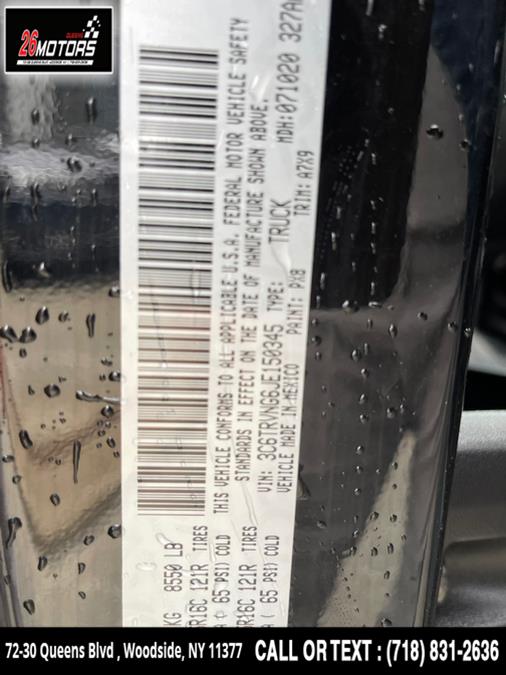 QUEENS
26MOTORS
KG 8550 LB
R16C 121R TIRES
( 65 PSI) COLD
THIS VEHICLE CONFORMS TO ALL APPLICABLE U.S.A. FEDERAL MOTOR VEHICLE SAFETY
STANDARDS IN EFFECT ON THE DATE OF MANUFACTURE SHOWN ABOVE.
R16C 121R TIRES
( 65 PSI) COLD
VIN: 3C6TRVNG6JE150345 TYPE: TRUCK MDH:071020 327A
VEHICLE MADE IN MEXICO PAINT: PX8 TRIM: A7X9
72-30 Queens Blvd , Woodside, NY 11377 CALL OR TEXT : (718) 831-2636